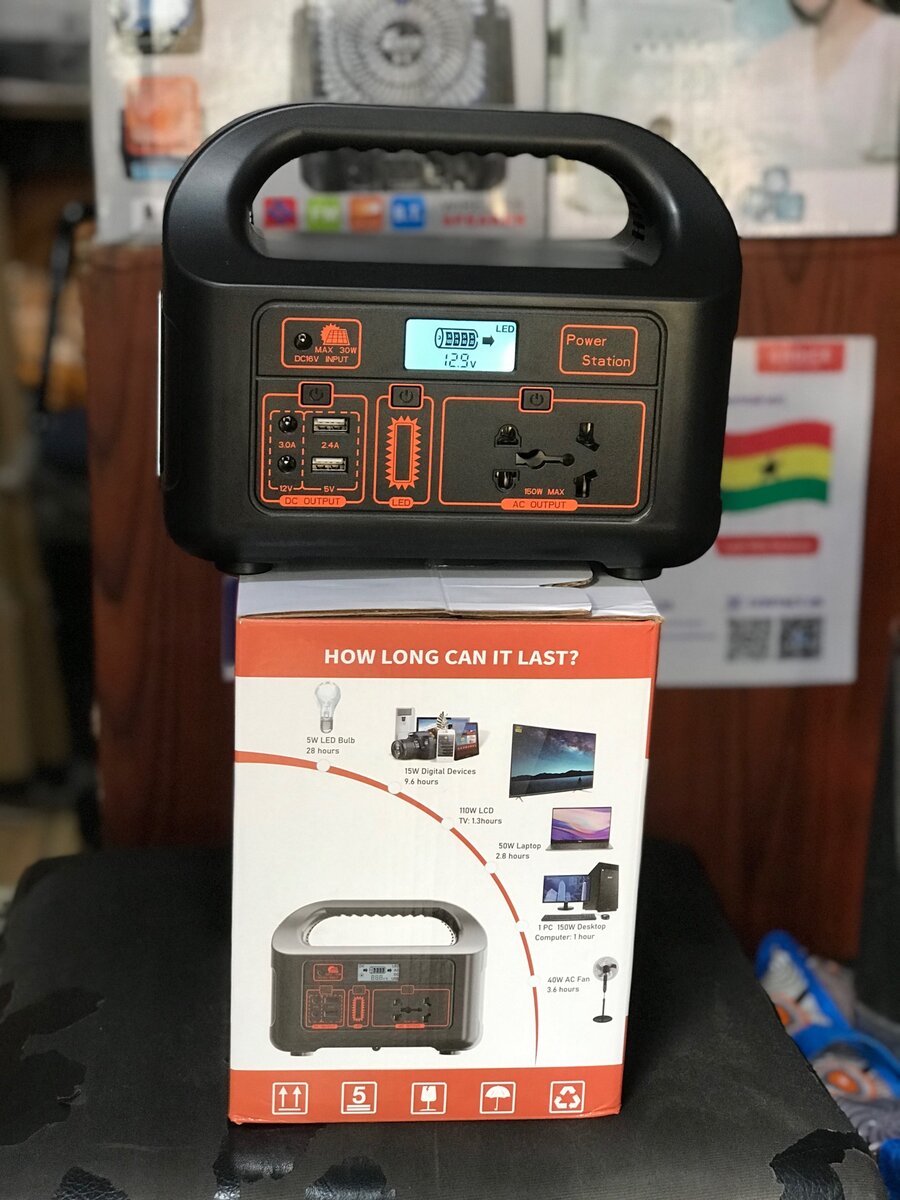 SPEAKER
LED
12.9v
MAX 30W
DC16V INPUT
Power
Station
3.0A
2.4A
12V
5V
DC OUTPUT
LED
150W MAX
AC OUTPUT
HOW LONG CAN IT LAST?
5W LED Bulb
28 hours
15W Digital Devices
9.6 hours
110W LCD
TV: 1.3hours
50W Laptop
2.8 hours
1 PC 150W Desktop
Computer: 1 hour
40W AC Fan
3.6 hours
5